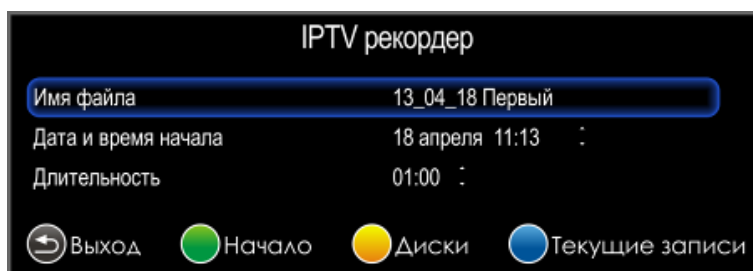 IPTV рекордер
Имя файла 13_04_18 Первый
Дата и время начала 18 апреля 11:13
Длительность 01:00
Выход Начало Диски Текущие записи